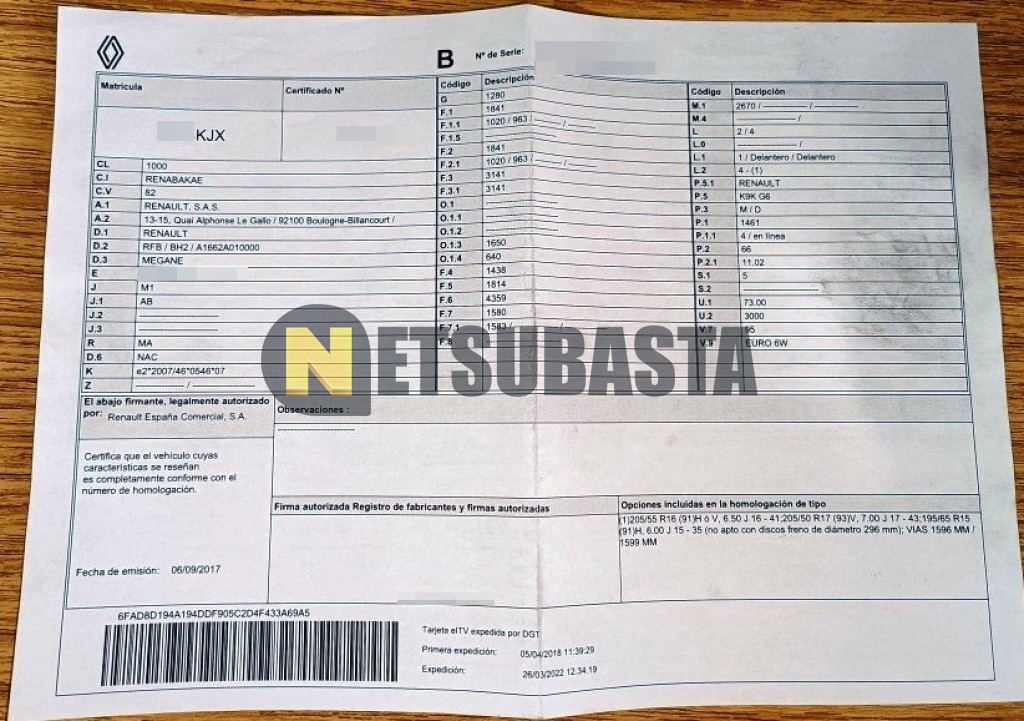 B
Nº de Serie:
Matrícula
Certificado Nº
KJX
CL 1000
C.I RENABAKAE
C.V 82
A.1 RENAULT, S.A.S.
A.2 13-15, Quai Alphonse Le Gallo / 92100 Boulogne-Billancourt /
D.1 RENAULT
D.2 RFB / BH2 / A1662A010000
D.3 MEGANE
E
J M1
J.1 AB
J.2 --------------------
J.3 --------------------
R MA
D.6 NAC
K e2*2007/46*0546*07
Z ------------ / ----------------
Código Descripción
G 1280
F.1 1841
F.1.1 1020 / 963 / ------- / -------
F.1.5
F.2 1841
F.2.1 1020 / 963 / ------- / -------
F.3 3141
F.3.1 3141
O.1 --------------------
O.1.1 --------------------
O.1.2 --------------------
O.1.3 1650
O.1.4 640
F.4 1438
F.5 1814
F.6 4359
F.7 1580
F.7.1 1583 / ---------- /
F.8
Código Descripción
M.1 2670 / ------------ / ------------
M.4 ---------------- /
L 2 / 4
L.0 ---------------- /
L.1 1 / Delantero / Delantero
L.2 4 - (1)
P.5.1 RENAULT
P.5 K9K G6
P.3 M / D
P.1 1461
P.1.1 4 / en línea
P.2 66
P.2.1 11.02
S.1 5
S.2 --------------------
U.1 73.00
U.2 3000
V.7 95
V.9 EURO 6W
NETSUBASTA
El abajo firmante, legalmente autorizado
por: Renault España Comercial, S.A.
Observaciones :
--------------------
Certifica que el vehículo cuyas
características se reseñan
es completamente conforme con el
número de homologación.
Firma autorizada Registro de fabricantes y firmas autorizadas
Opciones incluidas en la homologación de tipo
(1)205/55 R16 (91)H ó V, 6.50 J 16 - 41;205/50 R17 (93)V, 7.00 J 17 - 43;195/65 R15
(91)H, 6.00 J 15 - 35 (no apto con discos freno de diámetro 296 mm); VIAS 1596 MM /
1599 MM
Fecha de emisión: 06/09/2017
6FAD8D194A194DDF905C2D4F433A69A5
Tarjeta eITV expedida por DGT
Primera expedición: 05/04/2018 11:39:29
Expedición: 26/03/2022 12.34.19